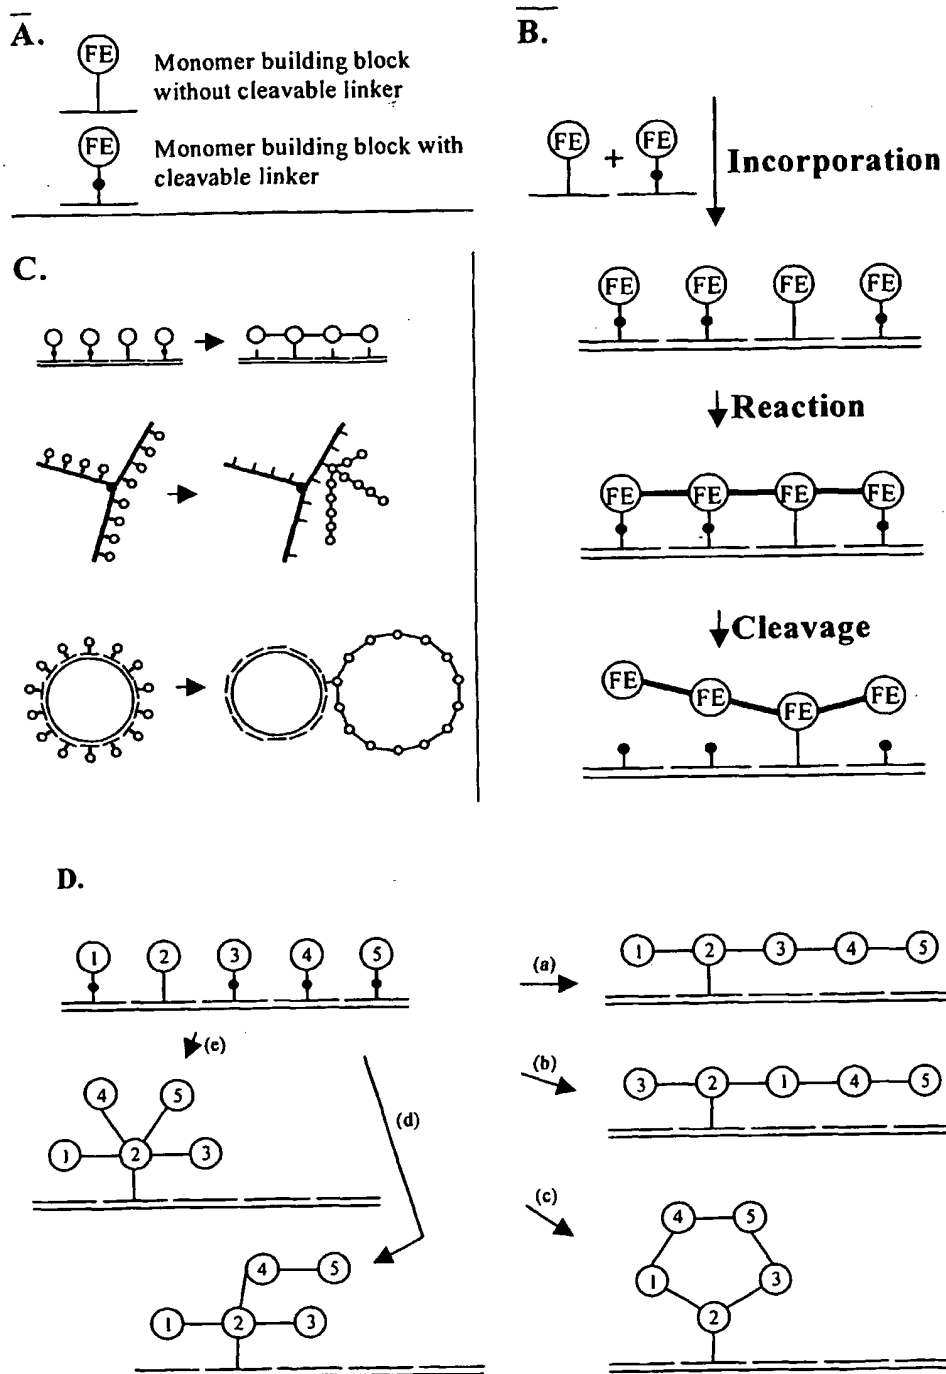 A.
FE
Monomer building block
without cleavable linker
FE
Monomer building block with
cleavable linker
B.
FE + FE
Incorporation
FE FE FE FE
Reaction
FE FE FE FE
Cleavage
FE FE FE FE
C.
D.
1 2 3 4 5
(a)
1 2 3 4 5
(b)
3 2 1 4 5
(c)
4 5
1 3
2
(d)
4 5
1 2 3
(e)
4 5
1 2 3